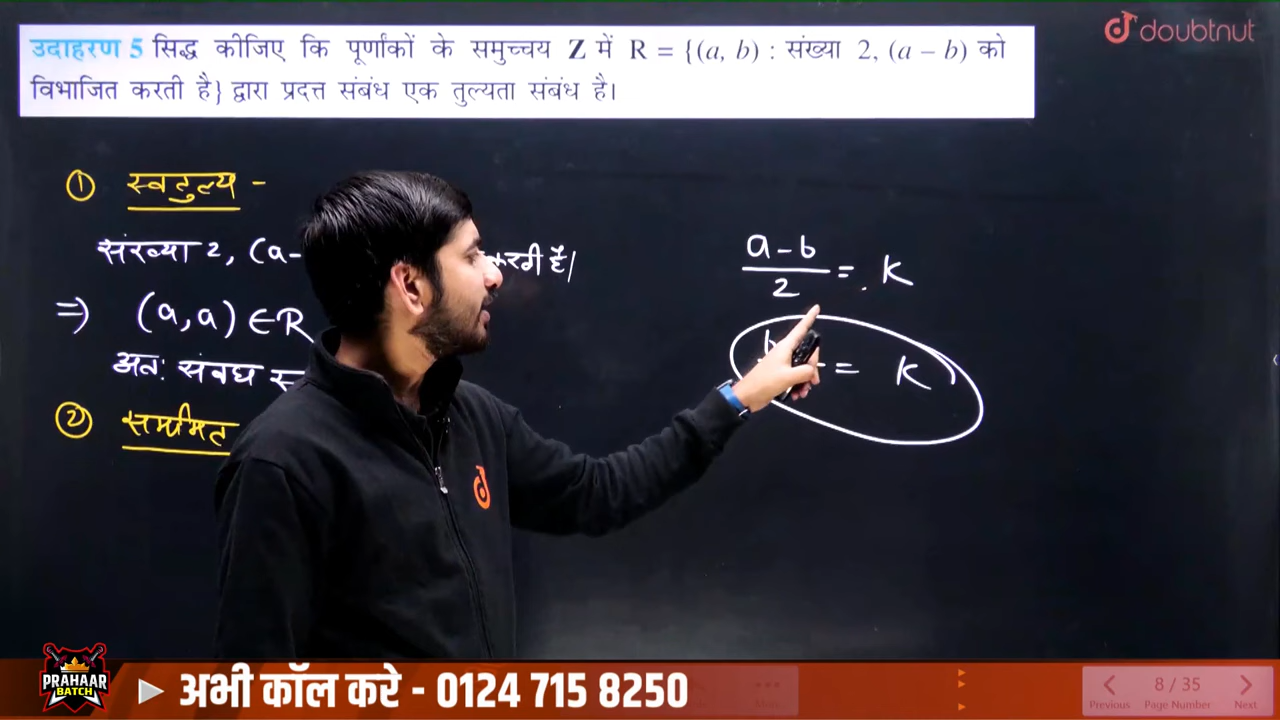 उदाहरण 5 सिद्ध कीजिए कि पूर्णांकों के समुच्चय Z में R = {(a, b) : संख्या 2, (a – b) को
विभाजित करती है} द्वारा प्रदत्त संबंध एक तुल्यता संबंध है।
doubtnut
① स्वतुल्य -
संख्या 2, (a- करती है।
⇒ (a,a) ∈ R
अत: संबंध
② सममित
a-b
2
= K
= K
PRAHAAR
BATCH
अभी कॉल करे - 0124 715 8250
8 / 35
Previous Page Number Next